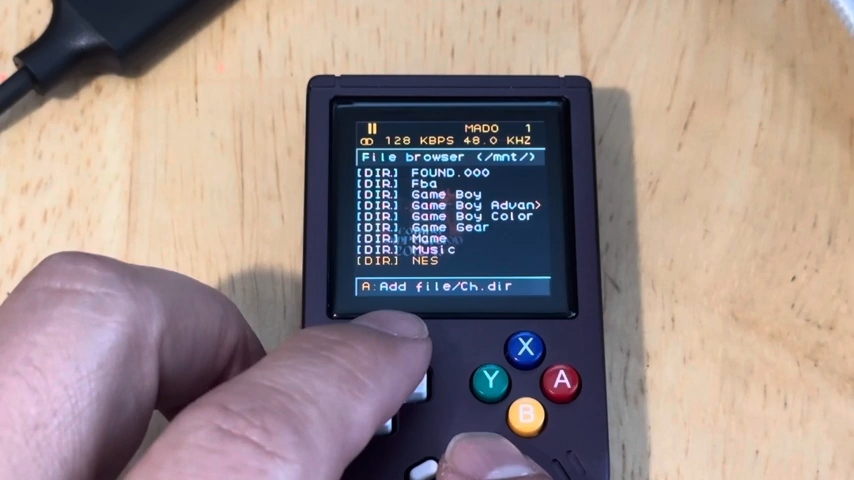 MADO 1
128 KBPS 48.0 KHZ
File browser (/mnt/)
[DIR] FOUND.000
[DIR] Fba
[DIR] Game Boy
[DIR] Game Boy Advan>
[DIR] Game Boy Color
[DIR] Game Gear
[DIR] Mame
[DIR] Music
[DIR] NES
A:Add file/Ch.dir
X
Y A
B